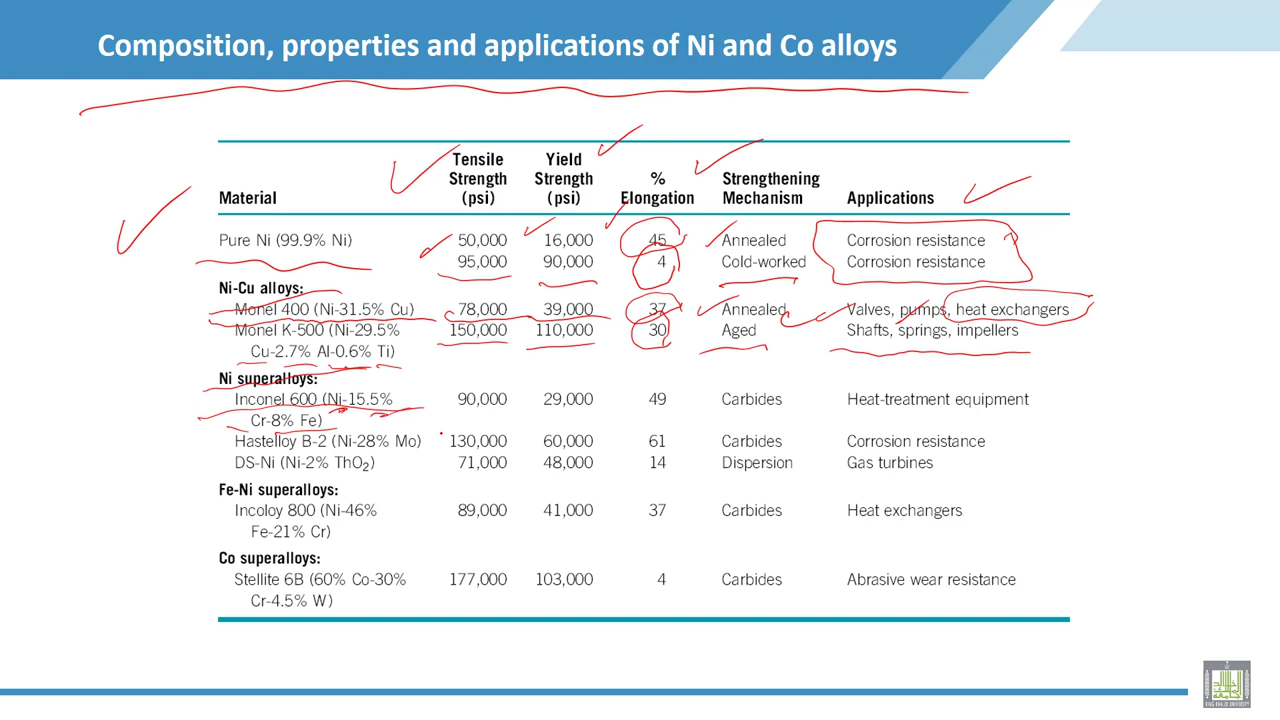 Composition, properties and applications of Ni and Co alloys
Material Tensile Strength (psi) Yield Strength (psi) % Elongation Strengthening Mechanism Applications
Pure Ni (99.9% Ni) 50,000 16,000 45 Annealed Corrosion resistance
95,000 90,000 4 Cold-worked Corrosion resistance
Ni-Cu alloys:
Monel 400 (Ni-31.5% Cu) 78,000 39,000 37 Annealed Valves, pumps, heat exchangers
Monel K-500 (Ni-29.5% 150,000 110,000 30 Aged Shafts, springs, impellers
Cu-2.7% Al-0.6% Ti)
Ni superalloys:
Inconel 600 (Ni-15.5% 90,000 29,000 49 Carbides Heat-treatment equipment
Cr-8% Fe)
Hastelloy B-2 (Ni-28% Mo) 130,000 60,000 61 Carbides Corrosion resistance
DS-Ni (Ni-2% ThO₂) 71,000 48,000 14 Dispersion Gas turbines
Fe-Ni superalloys:
Incoloy 800 (Ni-46% 89,000 41,000 37 Carbides Heat exchangers
Fe-21% Cr)
Co superalloys:
Stellite 6B (60% Co-30% 177,000 103,000 4 Carbides Abrasive wear resistance
Cr-4.5% W)
KING KHALID UNIVERSITY